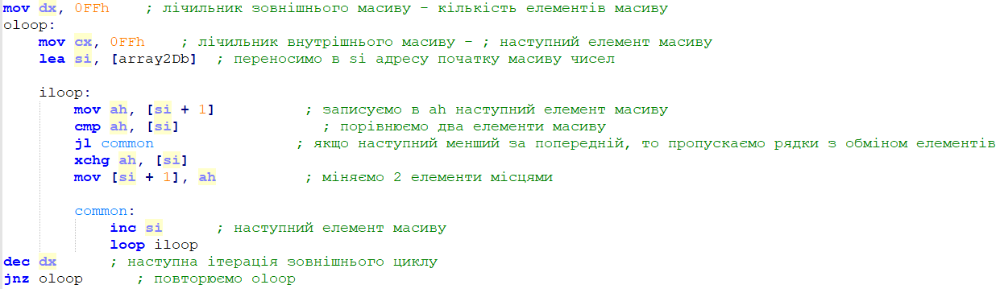 mov dx, 0FFh    ; лічильник зовнішнього масиву – кількість елементів масиву
oloop:
    mov cx, 0FFh    ; лічильник внутрішнього масиву – ; наступний елемент масиву
    lea si, [array2Db]  ; переносимо в si адресу початку масиву чисел

    iloop:
        mov ah, [si + 1]          ; записуємо в ah наступний елемент масиву
        cmp ah, [si]                ; порівнюємо два елементи масиву
        jl common                ; якщо наступний менший за попередній, то пропускаємо рядки з обміном елементів
        xchg ah, [si]
        mov [si + 1], ah          ; міняємо 2 елементи місцями

        common:
            inc si      ; наступний елемент масиву
            loop iloop
dec dx      ; наступна ітерація зовнішнього циклу
jnz oloop      ; повторюємо oloop